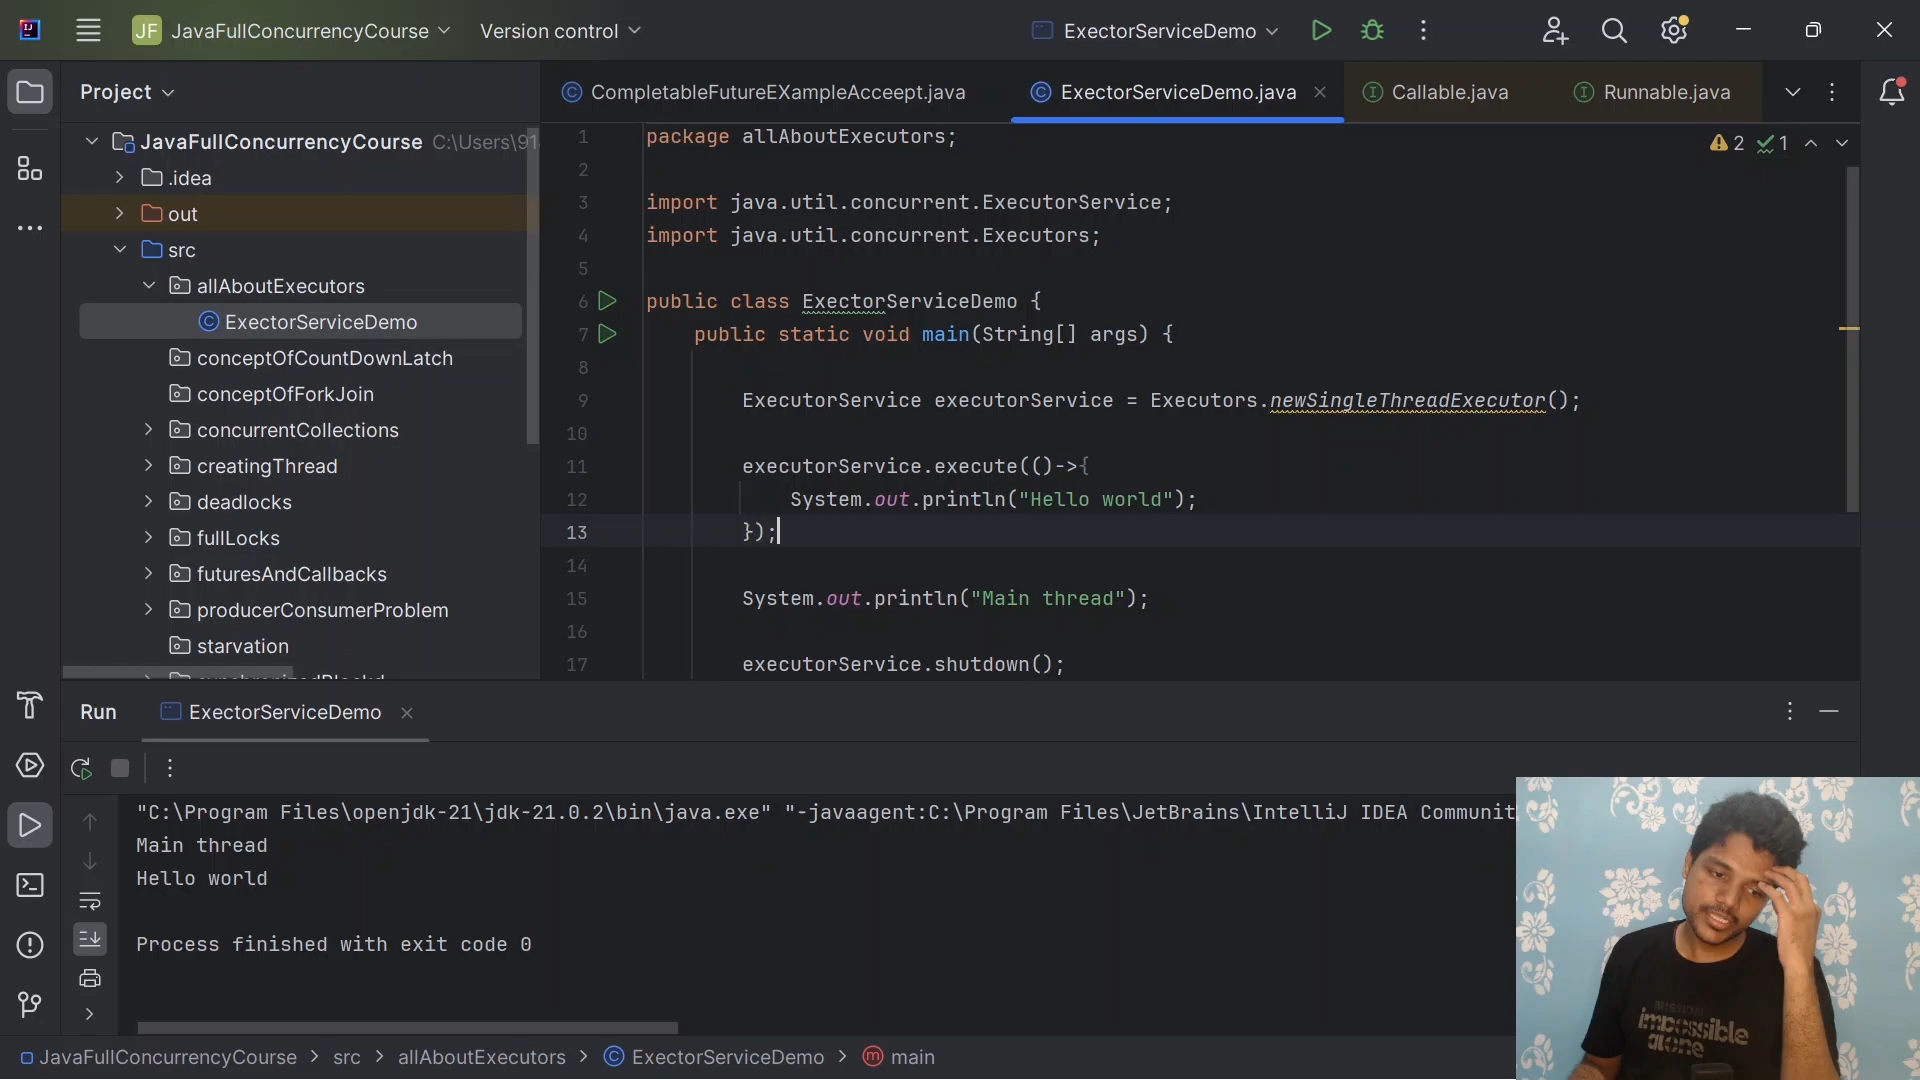 JF JavaFullConcurrencyCourse Version control ExectorServiceDemo
Project
CompletableFutureEXampleAcceept.java ExectorServiceDemo.java Callable.java Runnable.java
JavaFullConcurrencyCourse C:\Users\91
.idea
out
src
allAboutExecutors
ExectorServiceDemo
conceptOfCountDownLatch
conceptOfForkJoin
concurrentCollections
creatingThread
deadlocks
fullLocks
futuresAndCallbacks
producerConsumerProblem
starvation
2 1
1 package allAboutExecutors;
2
3 import java.util.concurrent.ExecutorService;
4 import java.util.concurrent.Executors;
5
6 public class ExectorServiceDemo {
7 public static void main(String[] args) {
8
9 ExecutorService executorService = Executors.newSingleThreadExecutor();
10
11 executorService.execute(()->{
12 System.out.println("Hello world");
13 });
14
15 System.out.println("Main thread");
16
17 executorService.shutdown();
Run ExectorServiceDemo
"C:\Program Files\openjdk-21\jdk-21.0.2\bin\java.exe" "-javaagent:C:\Program Files\JetBrains\IntelliJ IDEA Communit
Main thread
Hello world
Process finished with exit code 0
impossible
alone
JavaFullConcurrencyCourse > src > allAboutExecutors > ExectorServiceDemo > main